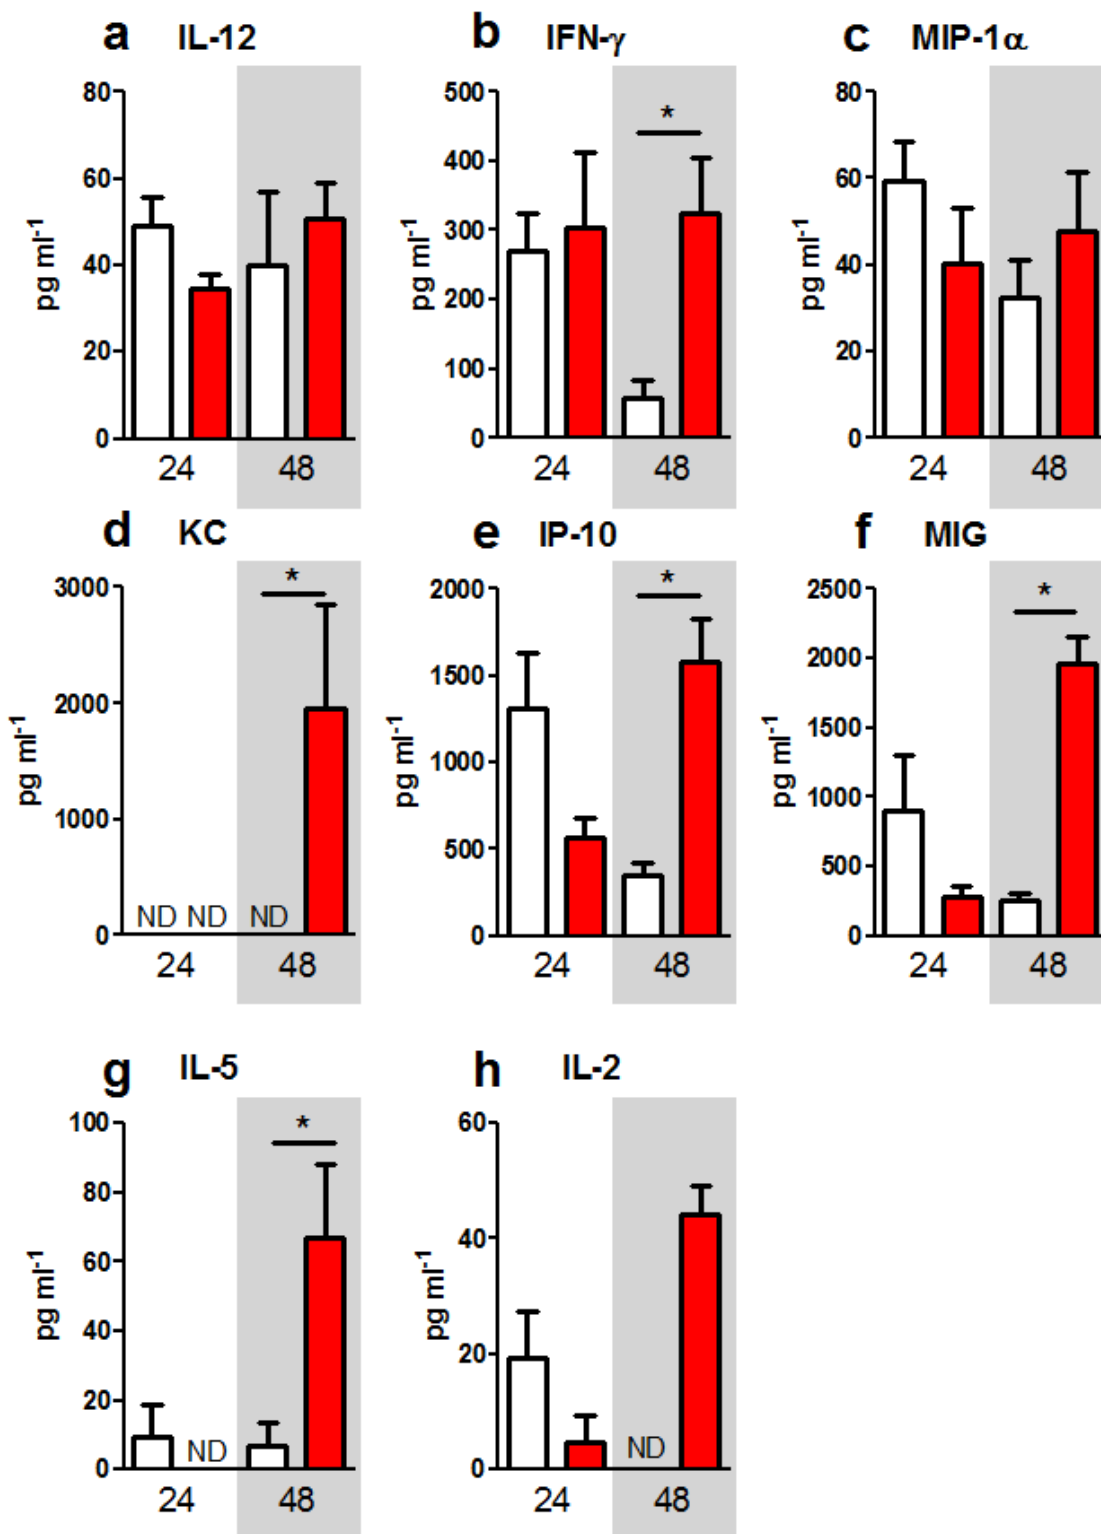 a IL-12
b IFN-γ
c MIP-1α
80
60
40
20
0
pg ml⁻¹
24 48
500
400
300
200
100
0
pg ml⁻¹
*
24 48
80
60
40
20
0
pg ml⁻¹
24 48
d KC
e IP-10
f MIG
3000
2000
1000
0
pg ml⁻¹
*
ND ND ND
24 48
2000
1500
1000
500
0
pg ml⁻¹
*
24 48
2500
2000
1500
1000
500
0
pg ml⁻¹
*
24 48
g IL-5
h IL-2
100
80
60
40
20
0
pg ml⁻¹
*
ND
24 48
60
40
20
0
pg ml⁻¹
ND
24 48